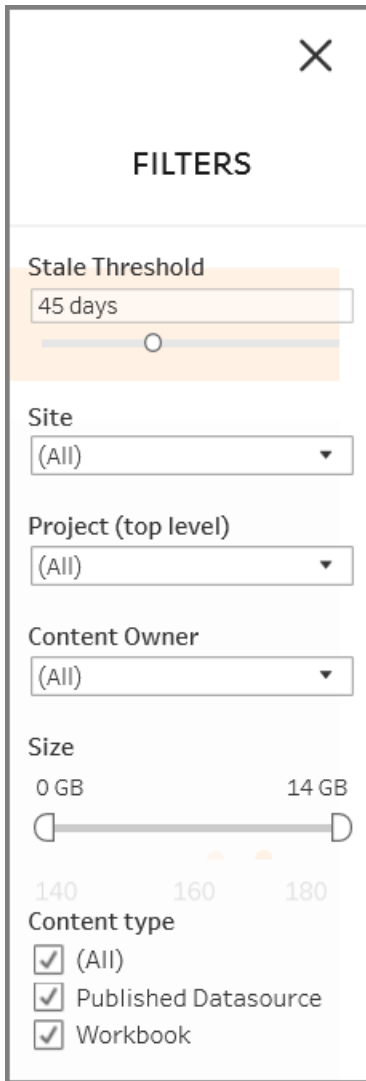 FILTERS
Stale Threshold
45 days
Site
(All)
Project (top level)
(All)
Content Owner
(All)
Size
0 GB 14 GB
140 160 180
Content type
(All)
Published Datasource
Workbook